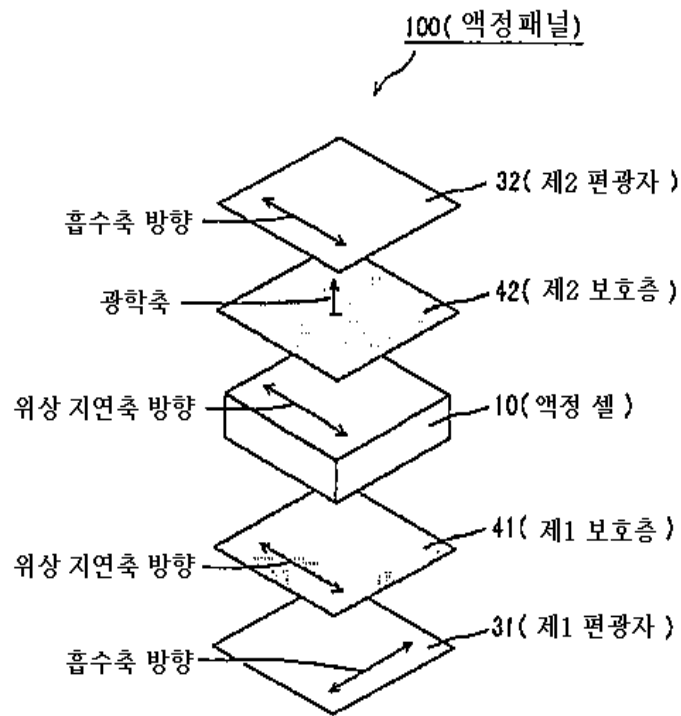 100( 액정패널)
32( 제2 편광자)
흡수축 방향
42( 제2 보호층)
광학축
위상 지연축 방향
10( 액정 셀 )
41( 제1 보호층)
위상 지연축 방향
31( 제1 편광자)
흡수축 방향